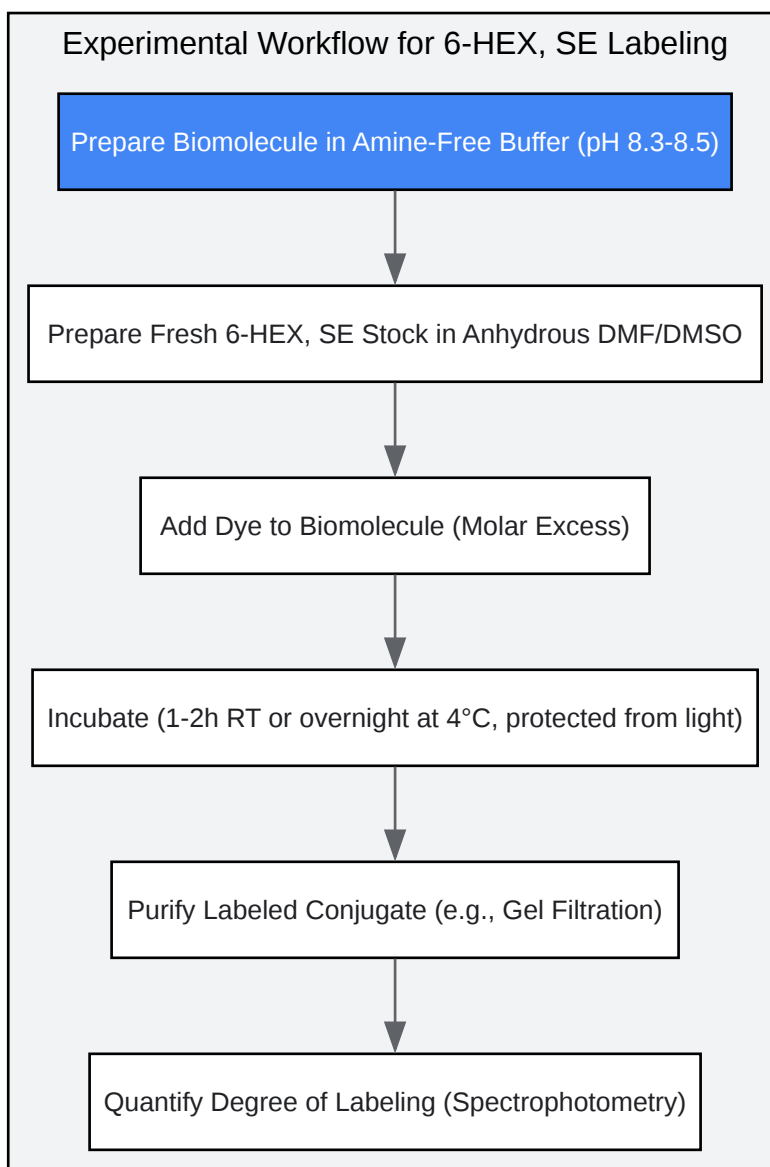 Experimental Workflow for 6-HEX, SE Labeling
Prepare Biomolecule in Amine-Free Buffer (pH 8.3-8.5)
Prepare Fresh 6-HEX, SE Stock in Anhydrous DMF/DMSO
Add Dye to Biomolecule (Molar Excess)
Incubate (1-2h RT or overnight at 4°C, protected from light)
Purify Labeled Conjugate (e.g., Gel Filtration)
Quantify Degree of Labeling (Spectrophotometry)